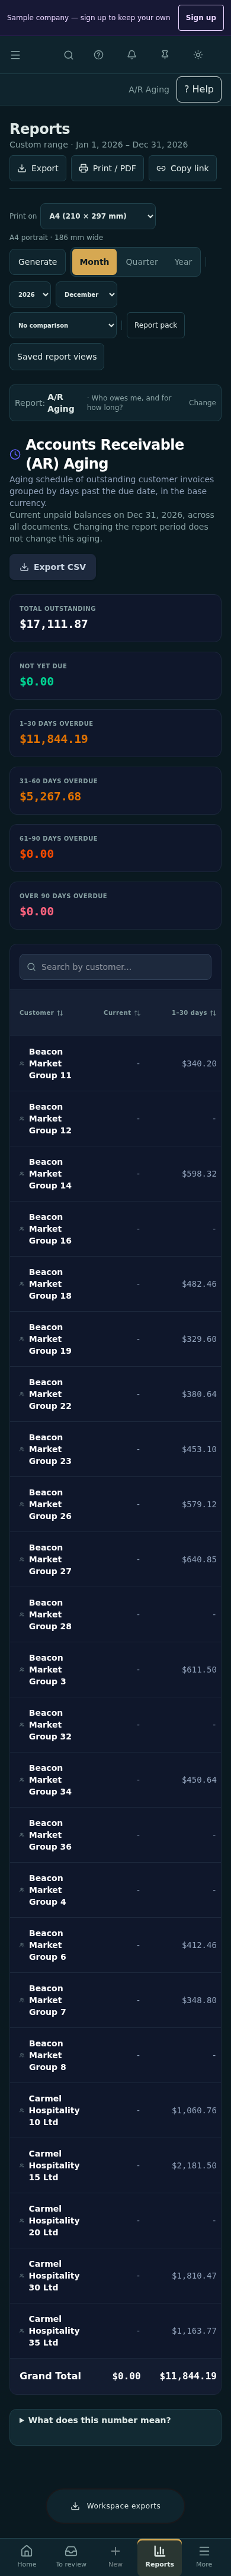 Sample company — sign up to keep your own
Sign up
A/R Aging
? Help
Reports
Custom range · Jan 1, 2026 – Dec 31, 2026
Export
Print / PDF
Copy link
Print on
A4 (210 × 297 mm)
A4 portrait · 186 mm wide
Generate
Month
Quarter
Year
2026
December
No comparison
Report pack
Saved report views
Report:
A/R
Aging
· Who owes me, and for
how long?
Change
Accounts Receivable
(AR) Aging
Aging schedule of outstanding customer invoices
grouped by days past the due date, in the base
currency.
Current unpaid balances on Dec 31, 2026, across
all documents. Changing the report period does
not change this aging.
Export CSV
TOTAL OUTSTANDING
$17,111.87
NOT YET DUE
$0.00
1–30 DAYS OVERDUE
$11,844.19
31–60 DAYS OVERDUE
$5,267.68
61–90 DAYS OVERDUE
$0.00
OVER 90 DAYS OVERDUE
$0.00
Search by customer...
Customer Current 1–30 days
Beacon
Market
Group 11
- $340.20
Beacon
Market
Group 12
- -
Beacon
Market
Group 14
- $598.32
Beacon
Market
Group 16
- -
Beacon
Market
Group 18
- $482.46
Beacon
Market
Group 19
- $329.60
Beacon
Market
Group 22
- $380.64
Beacon
Market
Group 23
- $453.10
Beacon
Market
Group 26
- $579.12
Beacon
Market
Group 27
- $640.85
Beacon
Market
Group 28
- -
Beacon
Market
Group 3
- $611.50
Beacon
Market
Group 32
- -
Beacon
Market
Group 34
- $450.64
Beacon
Market
Group 36
- -
Beacon
Market
Group 4
- -
Beacon
Market
Group 6
- $412.46
Beacon
Market
Group 7
- $348.80
Beacon
Market
Group 8
- -
Carmel
Hospitality
10 Ltd
- $1,060.76
Carmel
Hospitality
15 Ltd
- $2,181.50
Carmel
Hospitality
20 Ltd
- -
Carmel
Hospitality
30 Ltd
- $1,810.47
Carmel
Hospitality
35 Ltd
- $1,163.77
Grand Total $0.00 $11,844.19
What does this number mean?
Workspace exports
Home
To review
New
Reports
More